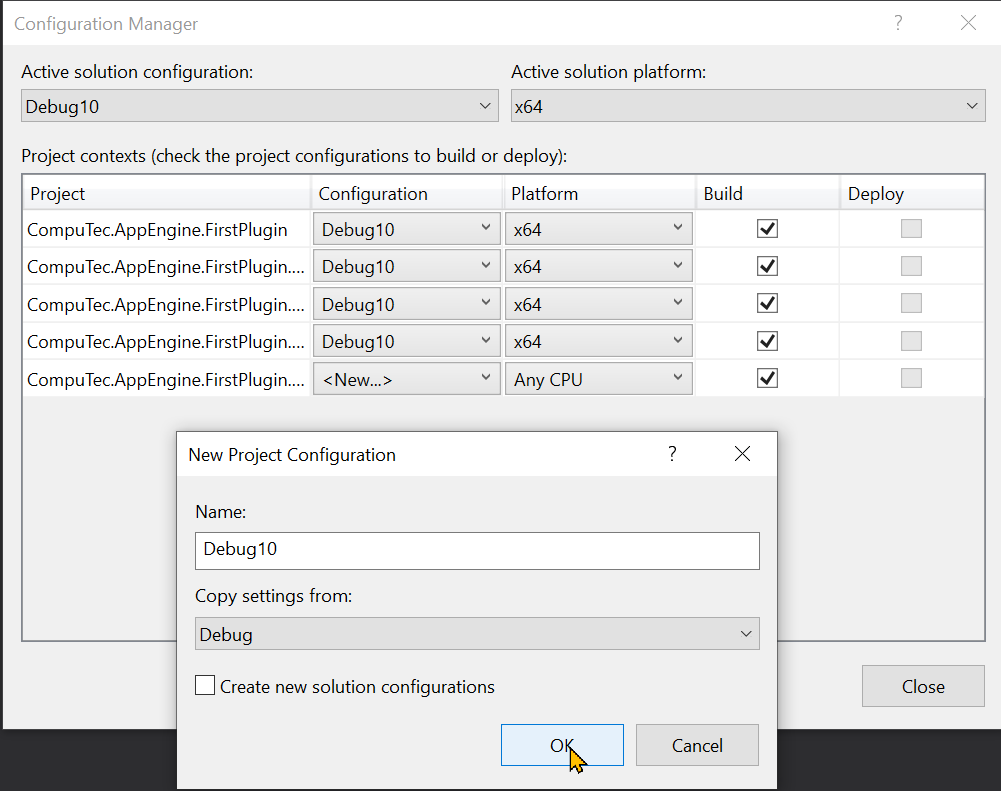 Configuration Manager ?
Active solution configuration: Active solution platform:
Debug10 x64
Project contexts (check the project configurations to build or deploy):
Project Configuration Platform Build Deploy
CompuTec.AppEngine.FirstPlugin Debug10 x64
CompuTec.AppEngine.FirstPlugin.... Debug10 x64
CompuTec.AppEngine.FirstPlugin.... Debug10 x64
CompuTec.AppEngine.FirstPlugin.... Debug10 x64
CompuTec.AppEngine.FirstPlugin.... <New...> Any CPU
New Project Configuration ?
Name:
Debug10
Copy settings from:
Debug
Create new solution configurations
Close
OK Cancel